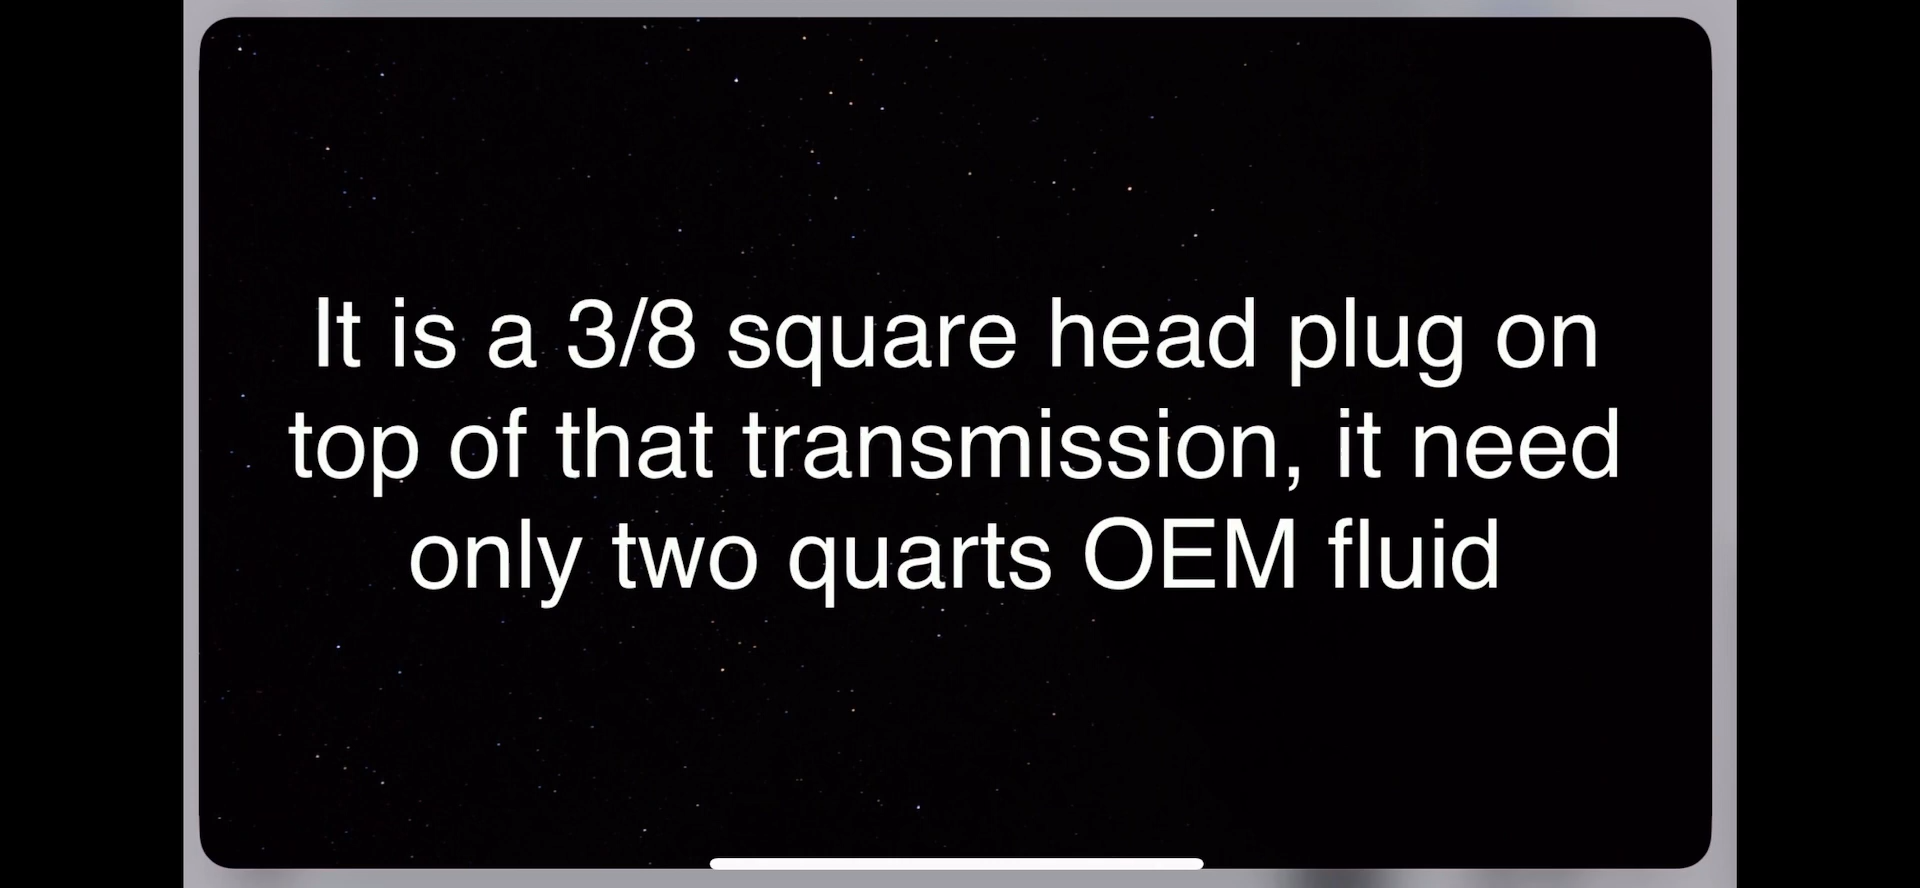 It is a 3/8 square head plug on
top of that transmission, it need
only two quarts OEM fluid